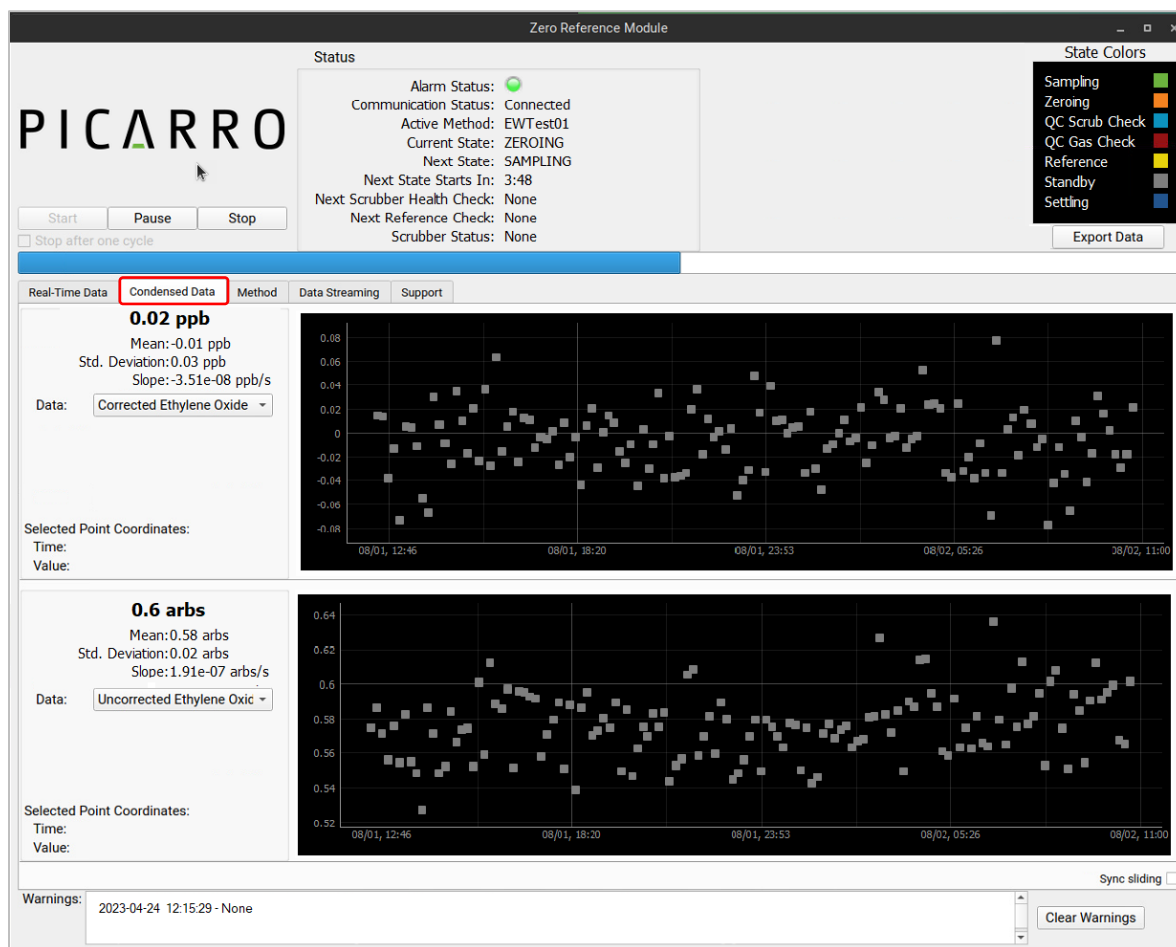 Zero Reference Module
Status
State Colors
PICARRO
Alarm Status:
Communication Status: Connected
Active Method: EWTest01
Current State: ZEROING
Next State: SAMPLING
Next State Starts In: 3:48
Next Scrubber Health Check: None
Next Reference Check: None
Scrubber Status: None
Sampling
Zeroing
QC Scrub Check
QC Gas Check
Reference
Standby
Settling
Start Pause Stop
Stop after one cycle
Export Data
Real-Time Data Condensed Data Method Data Streaming Support
0.02 ppb
Mean:-0.01 ppb
Std. Deviation:0.03 ppb
Slope:-3.51e-08 ppb/s
Data: Corrected Ethylene Oxide
Selected Point Coordinates:
Time:
Value:
0.08
0.06
0.04
0.02
0
-0.02
-0.04
-0.06
-0.08
08/01, 12:46 08/01, 18:20 08/01, 23:53 08/02, 05:26 08/02, 11:00
0.6 arbs
Mean:0.58 arbs
Std. Deviation:0.02 arbs
Slope:1.91e-07 arbs/s
Data: Uncorrected Ethylene Oxic
Selected Point Coordinates:
Time:
Value:
0.64
0.62
0.6
0.58
0.56
0.54
0.52
08/01, 12:46 08/01, 18:20 08/01, 23:53 08/02, 05:26 08/02, 11:00
Sync sliding
Warnings:
2023-04-24 12:15:29 - None
Clear Warnings